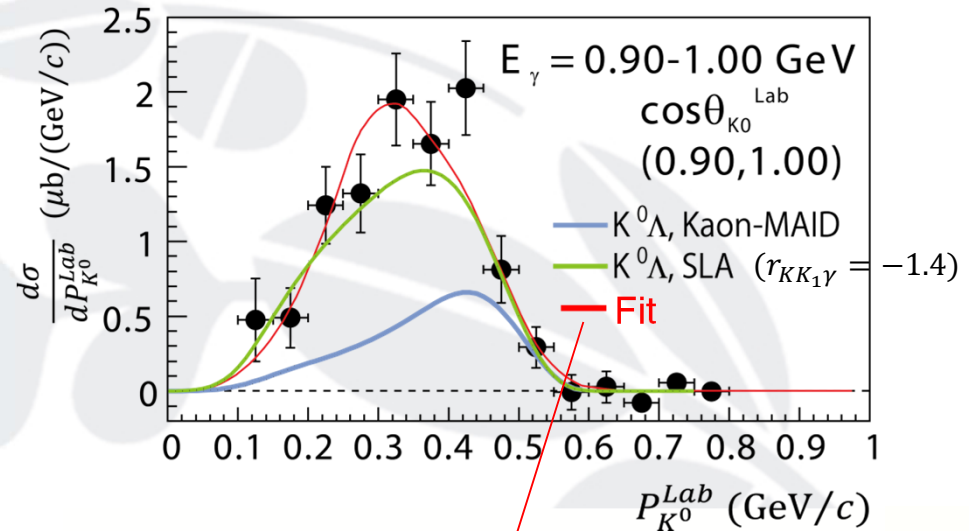 2.5
2
1.5
1
0.5
0
dσ
dP_{K^0}^{Lab}
(μb/(GeV/c))
E_γ = 0.90-1.00 GeV
cosθ_{K0}^{Lab}
(0.90,1.00)
K^0Λ, Kaon-MAID
K^0Λ, SLA (r_{KK_1γ} = −1.4)
Fit
0 0.1 0.2 0.3 0.4 0.5 0.6 0.7 0.8 0.9 1
P_{K^0}^{Lab} (GeV/c)